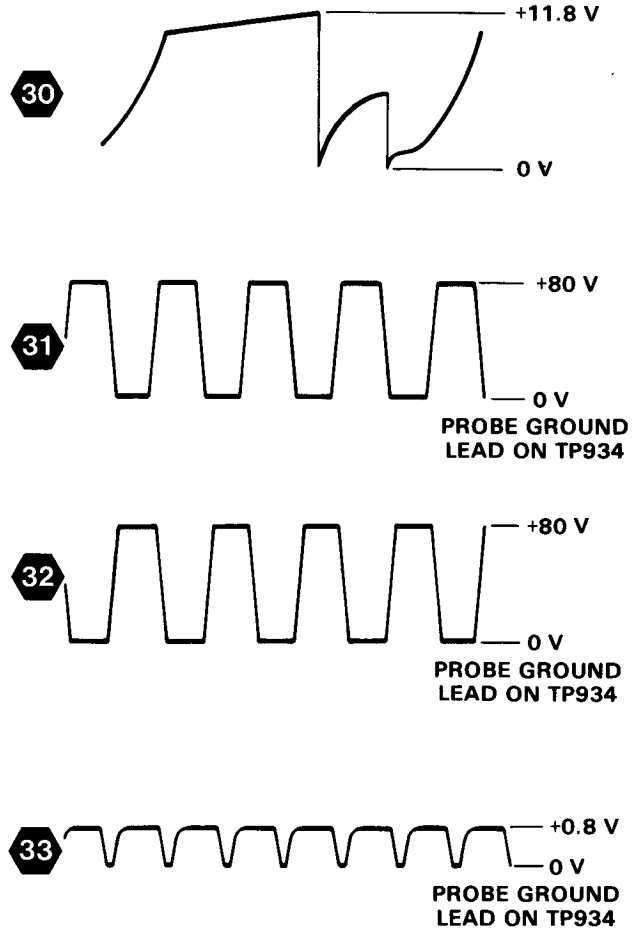 +11.8 V
30
0 V
+80 V
31
0 V
PROBE GROUND
LEAD ON TP934
+80 V
32
0 V
PROBE GROUND
LEAD ON TP934
+0.8 V
33
0 V
PROBE GROUND
LEAD ON TP934